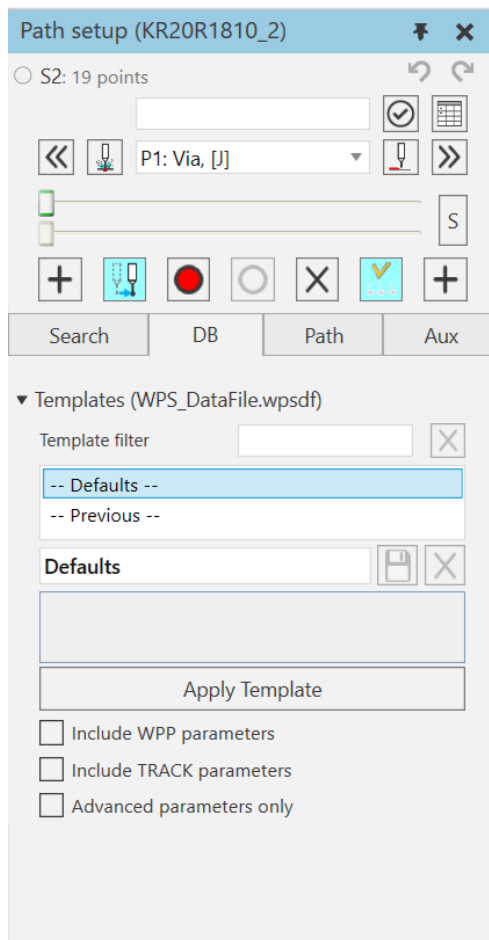 Path setup (KR20R1810_2)
S2: 19 points
P1: Via, [J]
S
Search DB Path Aux
Templates (WPS_DataFile.wpsdf)
Template filter
-- Defaults --
-- Previous --
Defaults
Apply Template
Include WPP parameters
Include TRACK parameters
Advanced parameters only